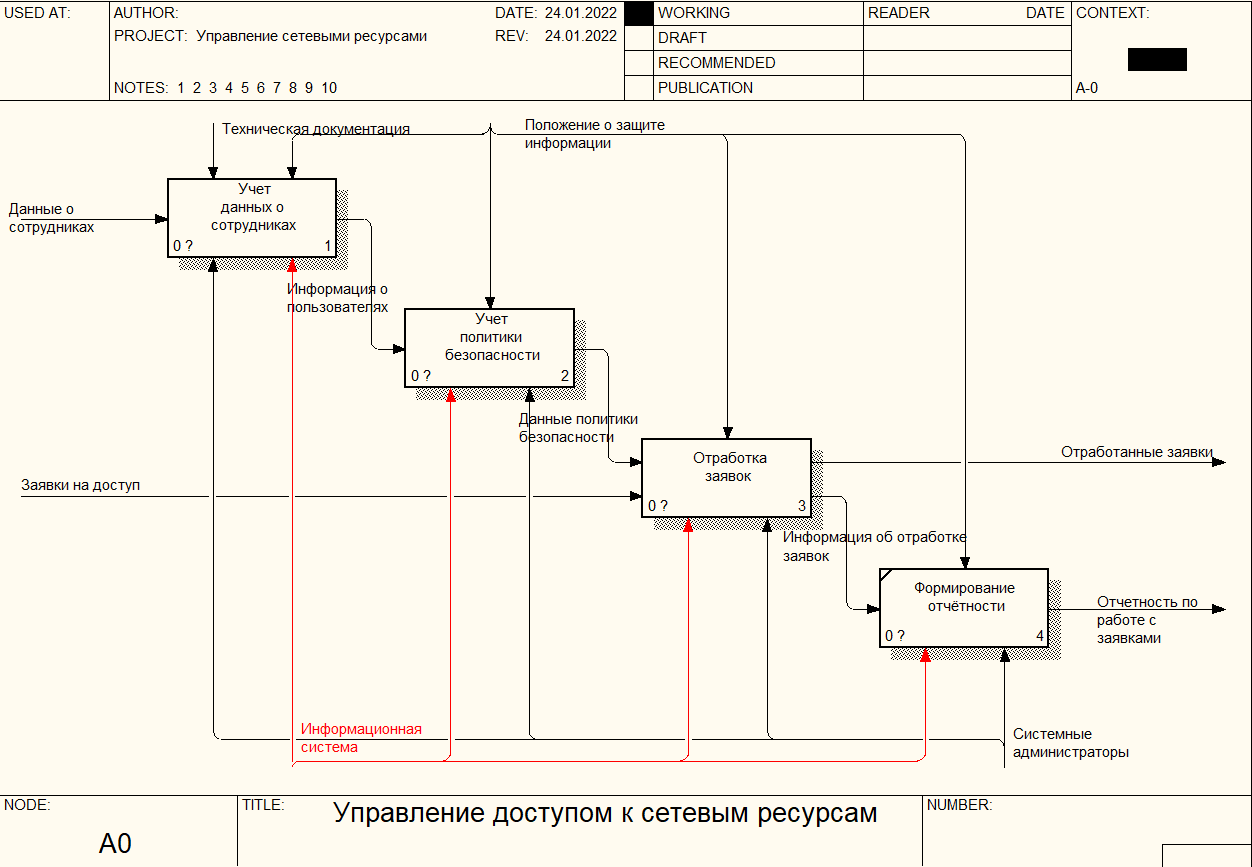 USED AT:
AUTHOR:
DATE: 24.01.2022
WORKING
READER
DATE
CONTEXT:
PROJECT: Управление сетевыми ресурсами
REV: 24.01.2022
DRAFT
RECOMMENDED
NOTES: 1 2 3 4 5 6 7 8 9 10
PUBLICATION
A-0
Техническая документация
Положение о защите
информации
Данные о
сотрудниках
Учет
данных о
сотрудниках
0 ?
1
Информация о
пользователях
Учет
политики
безопасности
0 ?
2
Данные политики
безопасности
Отработка
заявок
0 ?
3
Отработанные заявки
Заявки на доступ
Информация об отработке
заявок
Формирование
отчётности
0 ?
4
Отчетность по
работе с
заявками
Информационная
система
Системные
администраторы
NODE:
A0
TITLE:
Управление доступом к сетевым ресурсам
NUMBER: